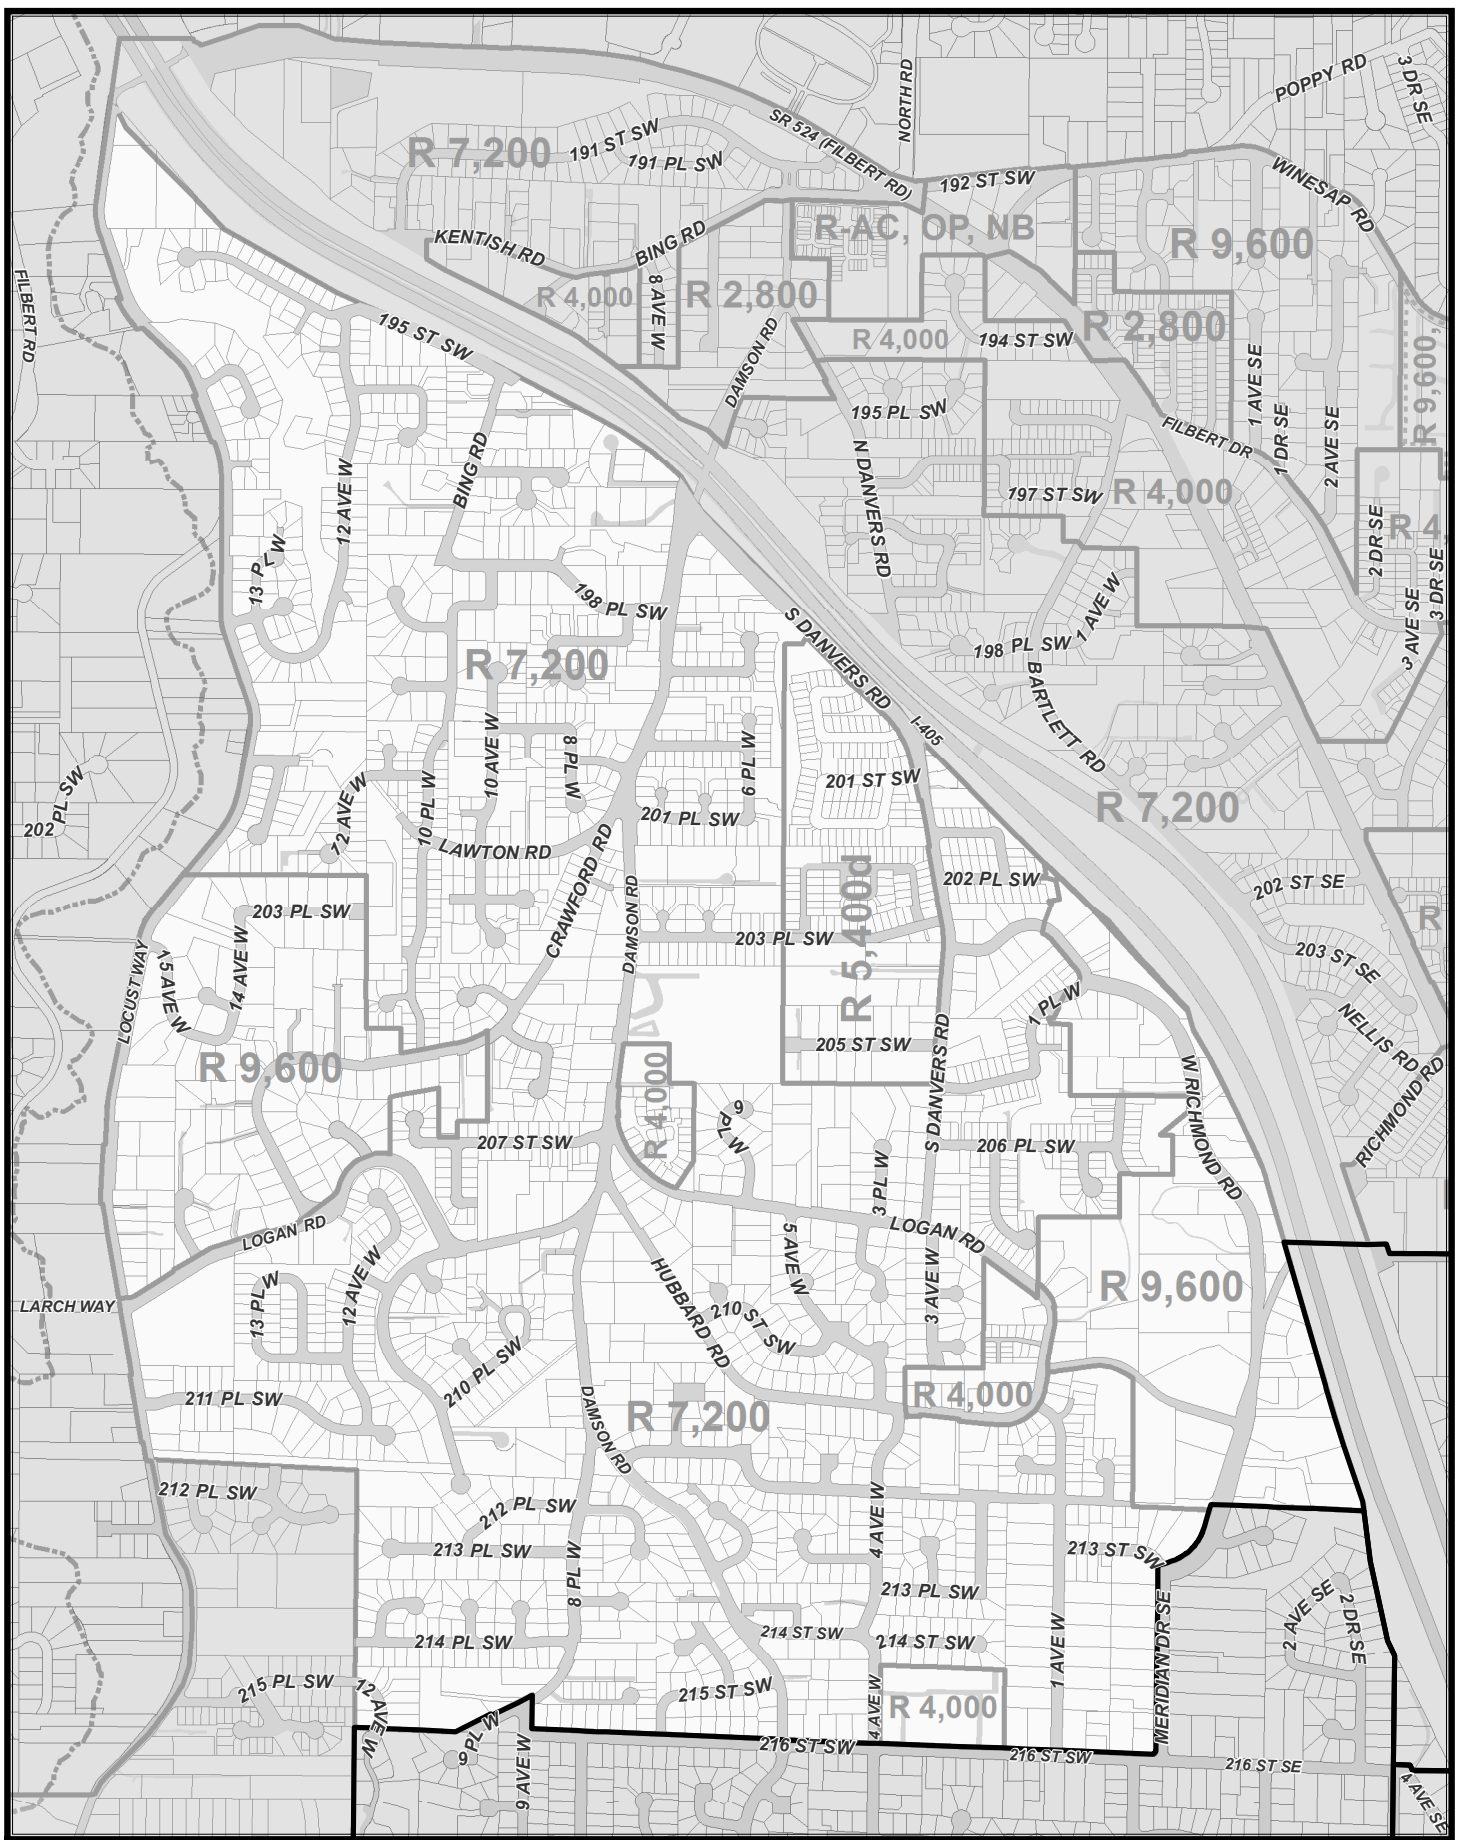 POPPY RD
3 DR SE
NORTH RD
SR 524 (FILBERT RD)
R 7,200
191 ST SW
191 PL SW
192 ST SW
WINESAP RD
KENTISH RD
BING RD
R-AC, OP, NB
R 9,600
FILBERT RD
R 4,000
8 AVE W
R 2,800
195 ST SW
DAMSON RD
R 4,000
194 ST SW
R 2,800
1 AVE SE
R 9,600,
195 PL SW
FILBERT DR
1 DR SE
2 AVE SE
BING RD
12 AVE W
N DANVERS RD
197 ST SW
R 4,000
2 DR SE
R 4,
13 PL W
198 PL SW
1 AVE W
3 AVE SE
3 DR SE
S DANVERS RD
198 PL SW
R 7,200
BARTLETT RD
I-405
10 AVE W
8 PL W
6 PL W
201 ST SW
202 PL SW
12 AVE W
10 PL W
201 PL SW
R 7,200
LAWTON RD
CRAWFORD RD
DAMSON RD
R 5,400d
202 PL SW
202 ST SE
203 PL SW
R
LOCUST WAY
15 AVE W
14 AVE W
203 PL SW
203 ST SE
1 PL W
NELLIS RD
R 9,600
205 ST SW
S DANVERS RD
W RICHMOND RD
RICHMOND RD
R 4,000
9 PL W
207 ST SW
206 PL SW
3 PL W
LOGAN RD
LOGAN RD
5 AVE W
3 AVE W
R 9,600
LARCH WAY
13 PL W
12 AVE W
HUBBARD RD
210 ST SW
210 PL SW
211 PL SW
DAMSON RD
R 7,200
R 4,000
212 PL SW
212 PL SW
4 AVE W
213 PL SW
213 ST SW
8 PL W
213 PL SW
2 AVE SE
2 DR SE
MERIDIAN DR SE
214 PL SW
214 ST SW
214 ST SW
1 AVE W
215 PL SW
12 AVE W
215 ST SW
4 AVE W
R 4,000
9 PL W
9 AVE W
216 ST SW
216 ST SW
216 ST SE
4 AVE SE